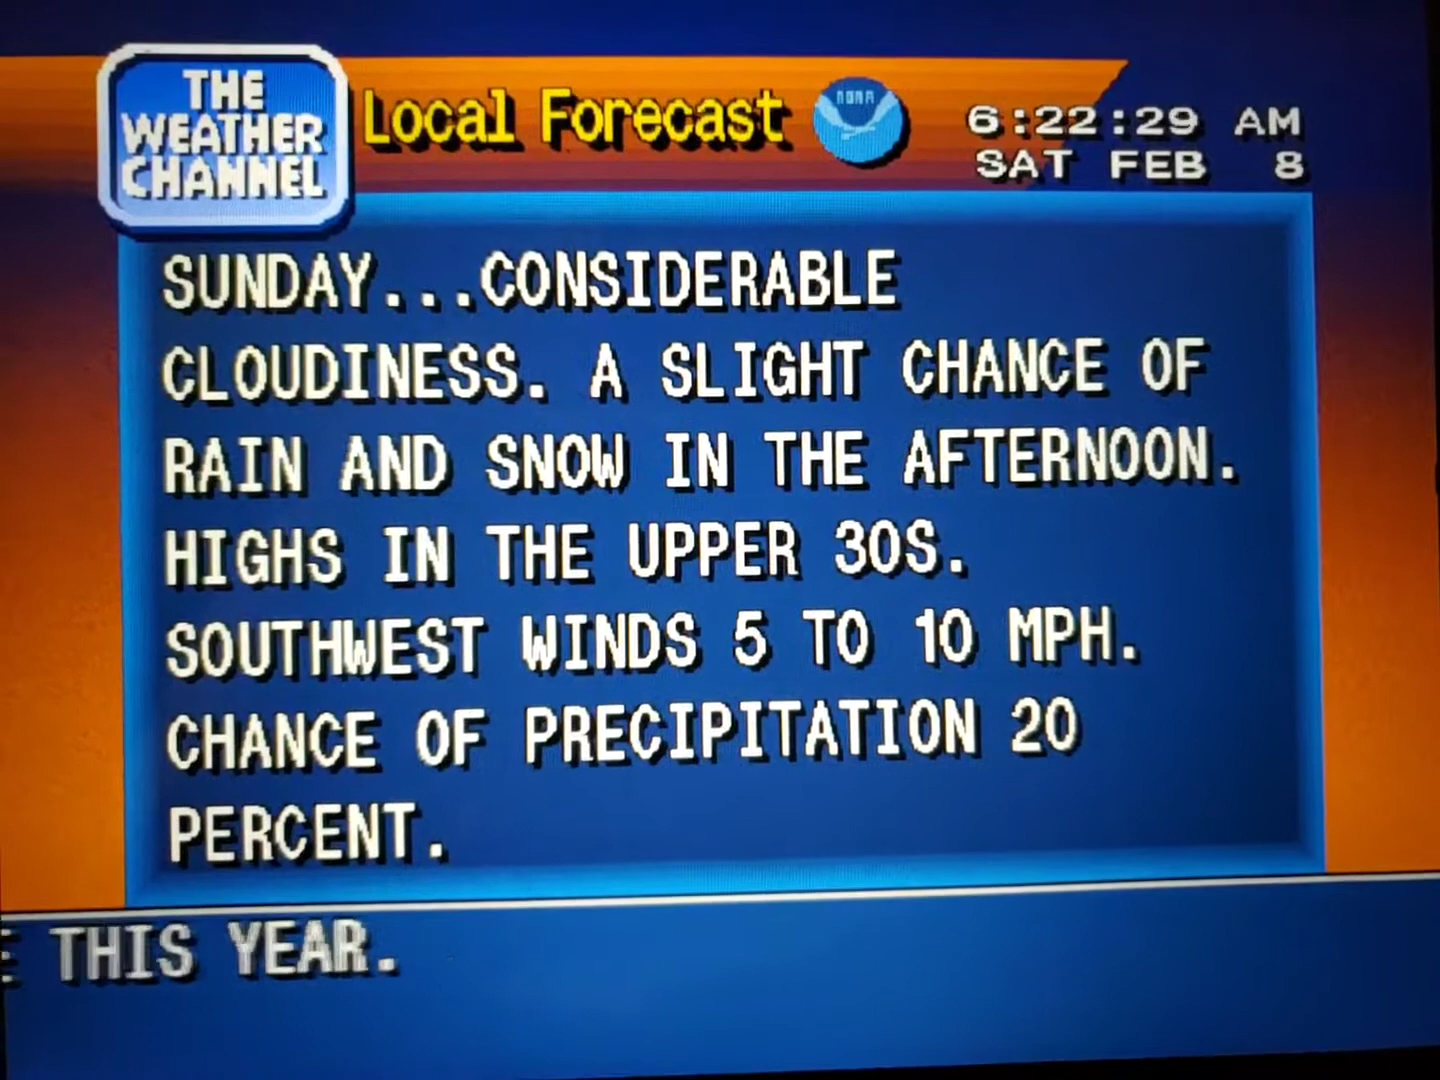 THE
WEATHER
CHANNEL
Local Forecast
NOAA
6:22:29 AM
SAT FEB 8
SUNDAY...CONSIDERABLE
CLOUDINESS. A SLIGHT CHANCE OF
RAIN AND SNOW IN THE AFTERNOON.
HIGHS IN THE UPPER 30S.
SOUTHWEST WINDS 5 TO 10 MPH.
CHANCE OF PRECIPITATION 20
PERCENT.
THIS YEAR.